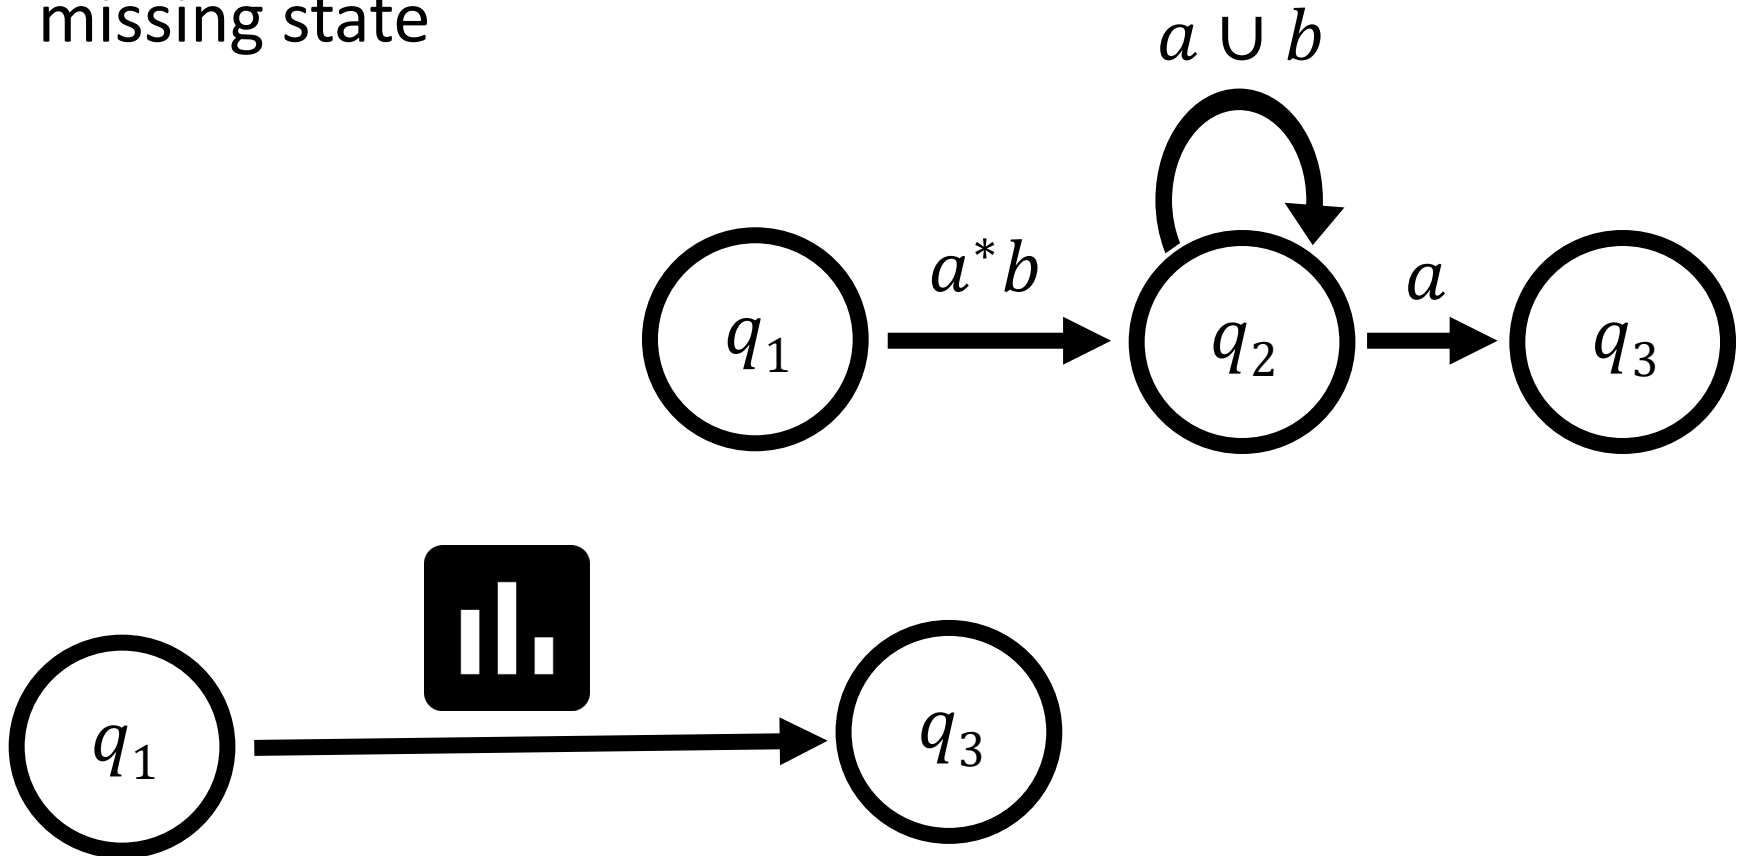 missing state
a ∪ b
a*b
a
q₁
q₂
q₃
q₁
q₃